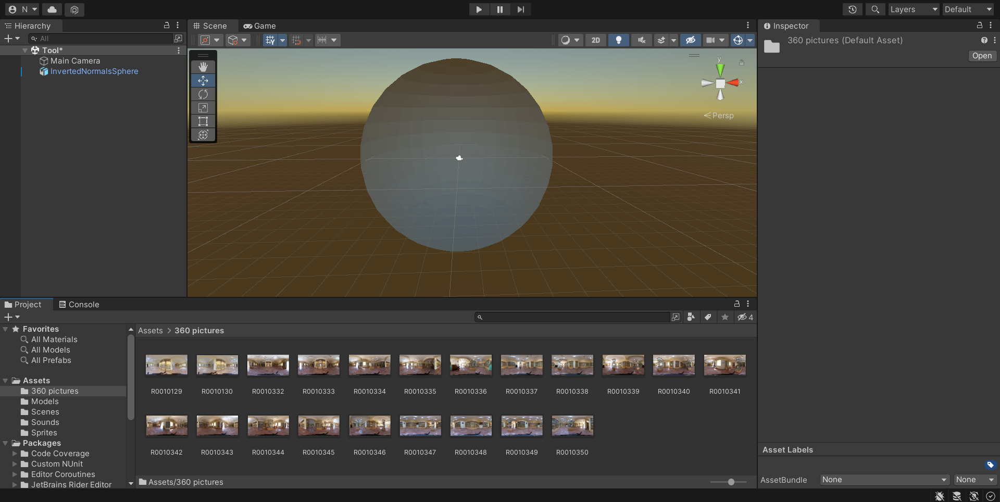 N
Layers
Default
Hierarchy
All
Tool*
Main Camera
InvertedNormalsSphere
Scene
Game
Y
2D
y
x
Persp
Inspector
360 pictures (Default Asset)
Open
Project
Console
4
Favorites
All Materials
All Models
All Prefabs
Assets
360 pictures
Models
Scenes
Sounds
Sprites
Packages
Code Coverage
Custom NUnit
Editor Coroutines
JetBrains Rider Editor
Assets > 360 pictures
R0010129 R0010130 R0010332 R0010333 R0010334 R0010335 R0010336 R0010337 R0010338 R0010339 R0010340 R0010341
R0010342 R0010343 R0010344 R0010345 R0010346 R0010347 R0010348 R0010349 R0010350
Assets/360 pictures
Asset Labels
AssetBundle None None